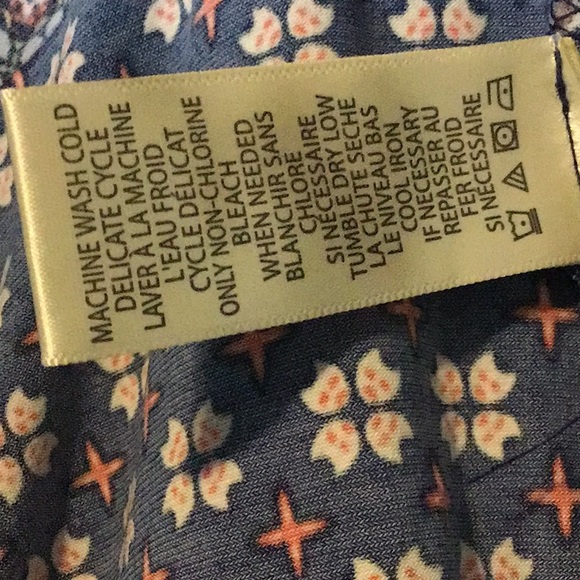 MACHINE WASH COLD
DELICATE CYCLE
LAVER À LA MACHINE
L'EAU FROID
CYCLE DÉLICAT
ONLY NON-CHLORINE
BLEACH
WHEN NEEDED
BLANCHIR SANS
CHLORE
SI NÉCESSAIRE
TUMBLE DRY LOW
TUMBE SECHE
LA CHUTE BAS
LE NIVEAU
COOL IRON
IF NECESSARY
REPASSER AU
FER FROID
SI NÉCESSAIRE